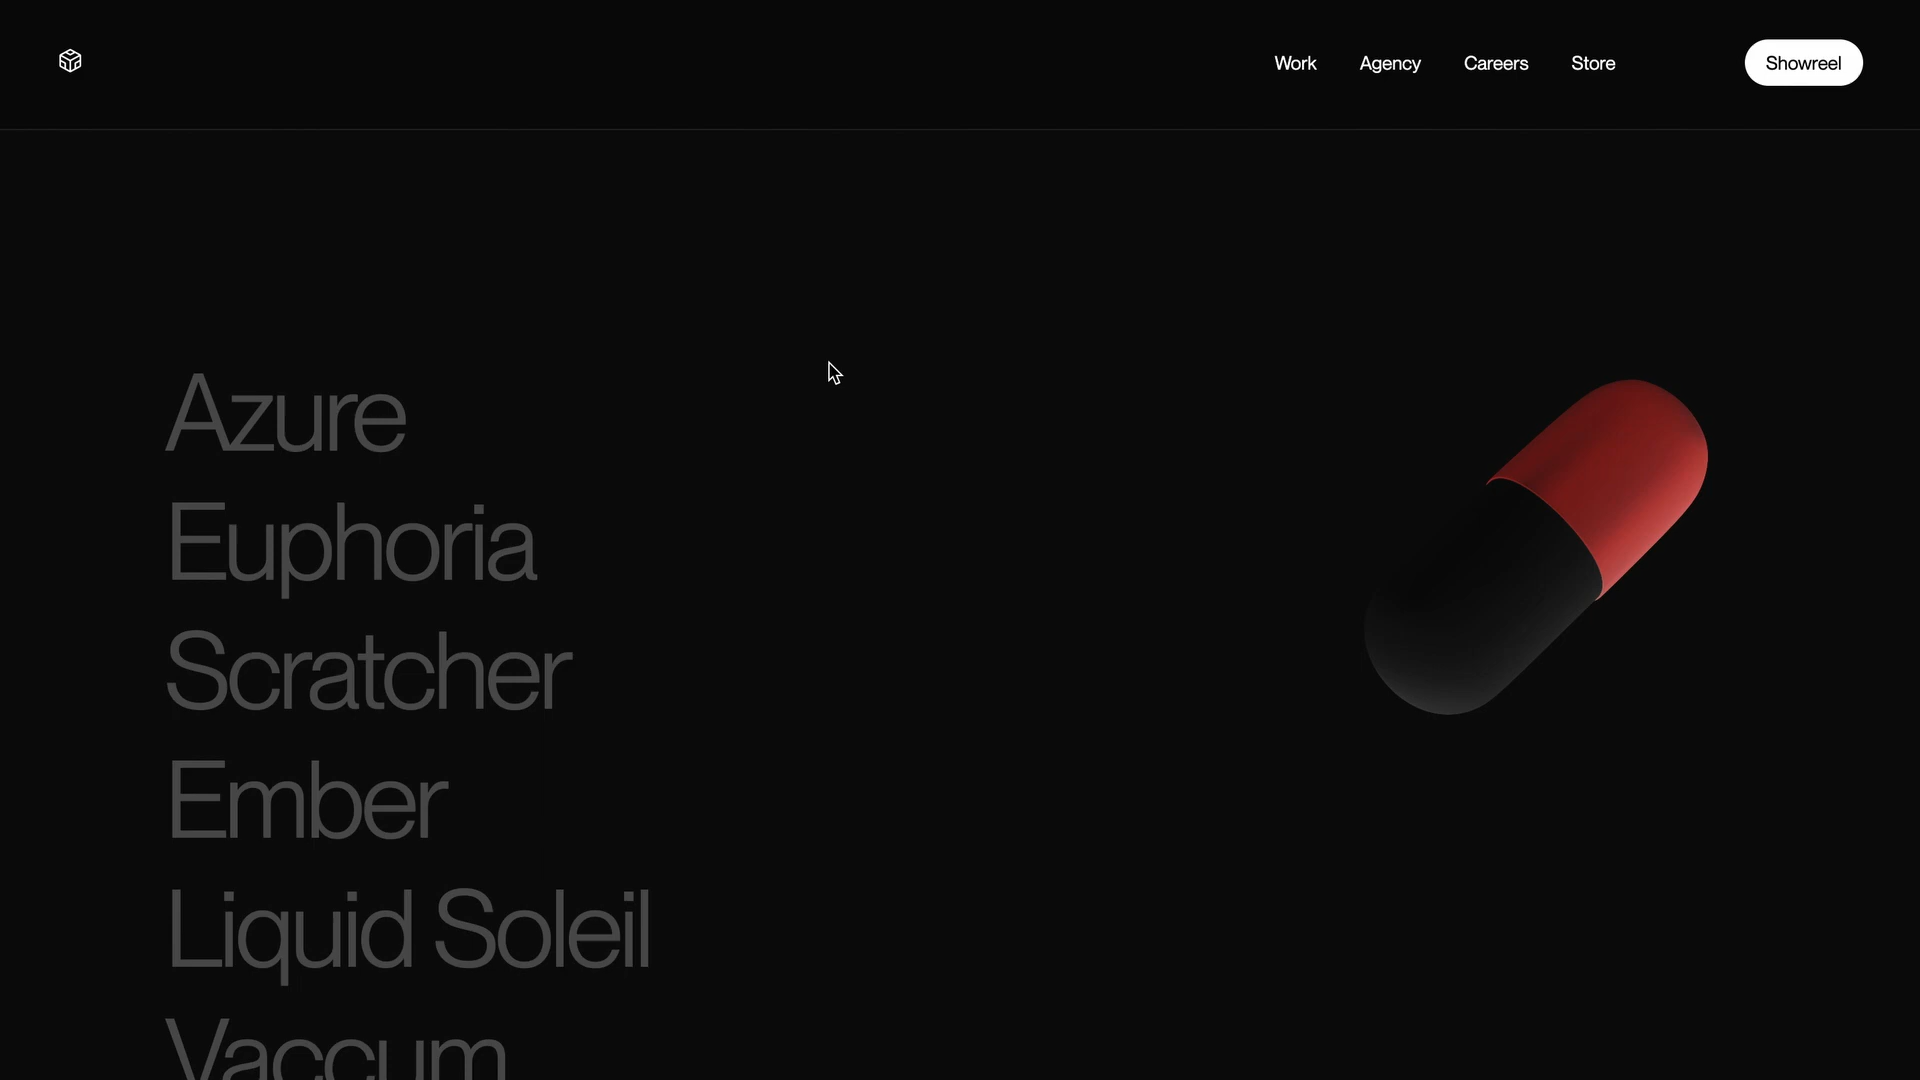 Work
Agency
Careers
Store
Showreel
Azure
Euphoria
Scratcher
Ember
Liquid Soleil
Vaccum